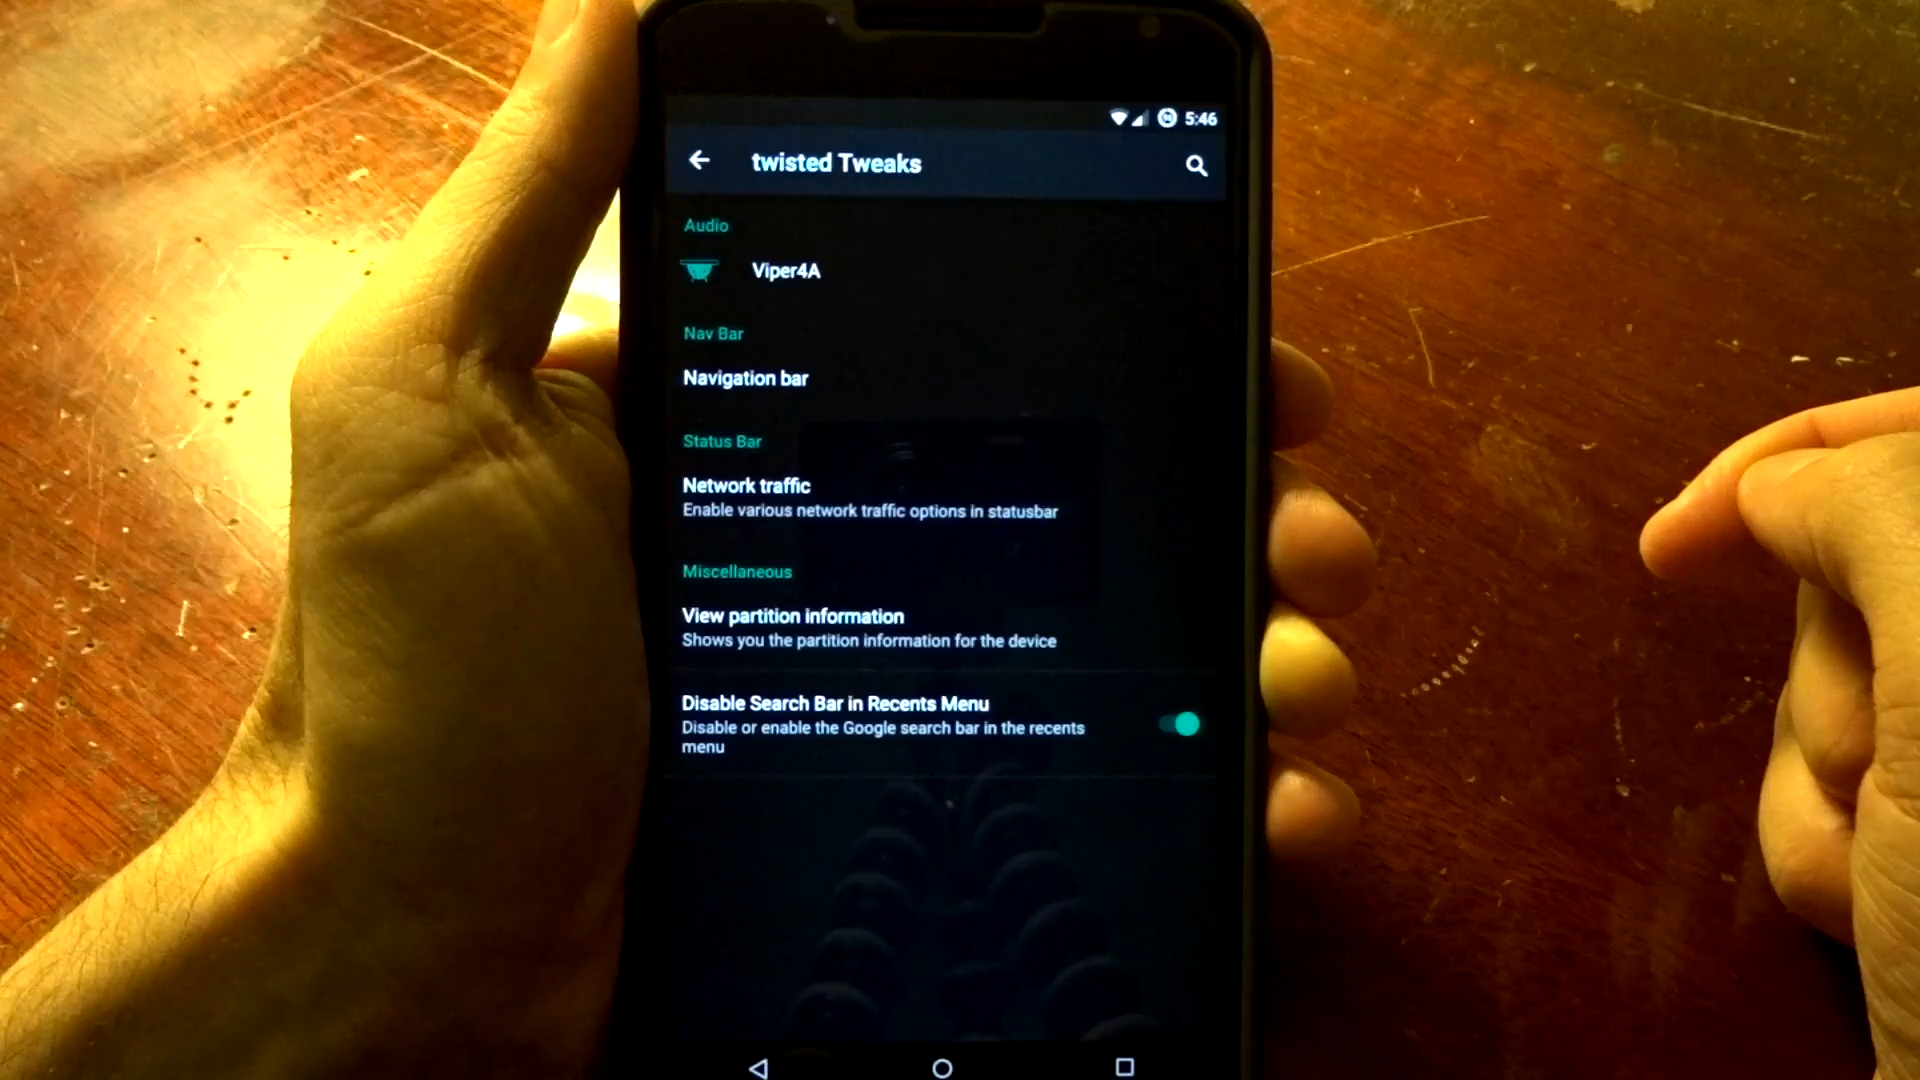 5:46
twisted Tweaks
Audio
Viper4A
Nav Bar
Navigation bar
Status Bar
Network traffic
Enable various network traffic options in statusbar
Miscellaneous
View partition information
Shows you the partition information for the device
Disable Search Bar in Recents Menu
Disable or enable the Google search bar in the recents
menu